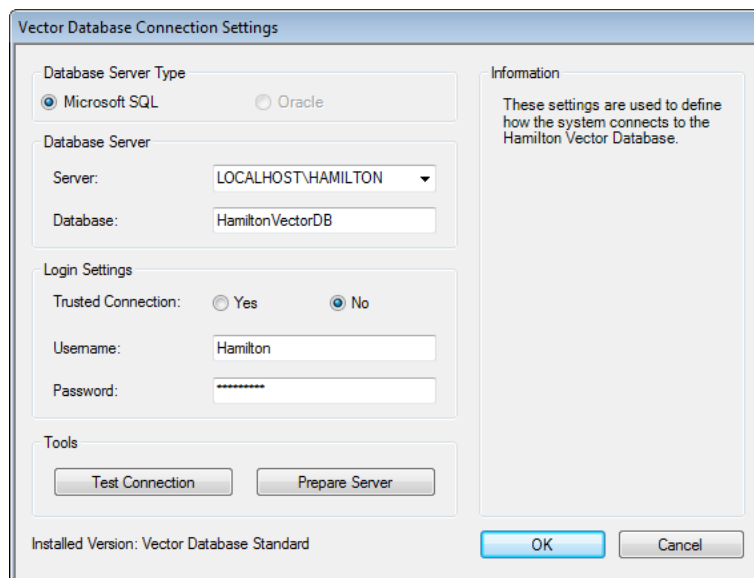 Vector Database Connection Settings
Database Server Type
Microsoft SQL
Oracle
Database Server
Server:
LOCALHOST\HAMILTON
Database:
HamiltonVectorDB
Login Settings
Trusted Connection:
Yes
No
Username:
Hamilton
Password:
*********
Tools
Test Connection
Prepare Server
Installed Version: Vector Database Standard
Information
These settings are used to define
how the system connects to the
Hamilton Vector Database.
OK
Cancel